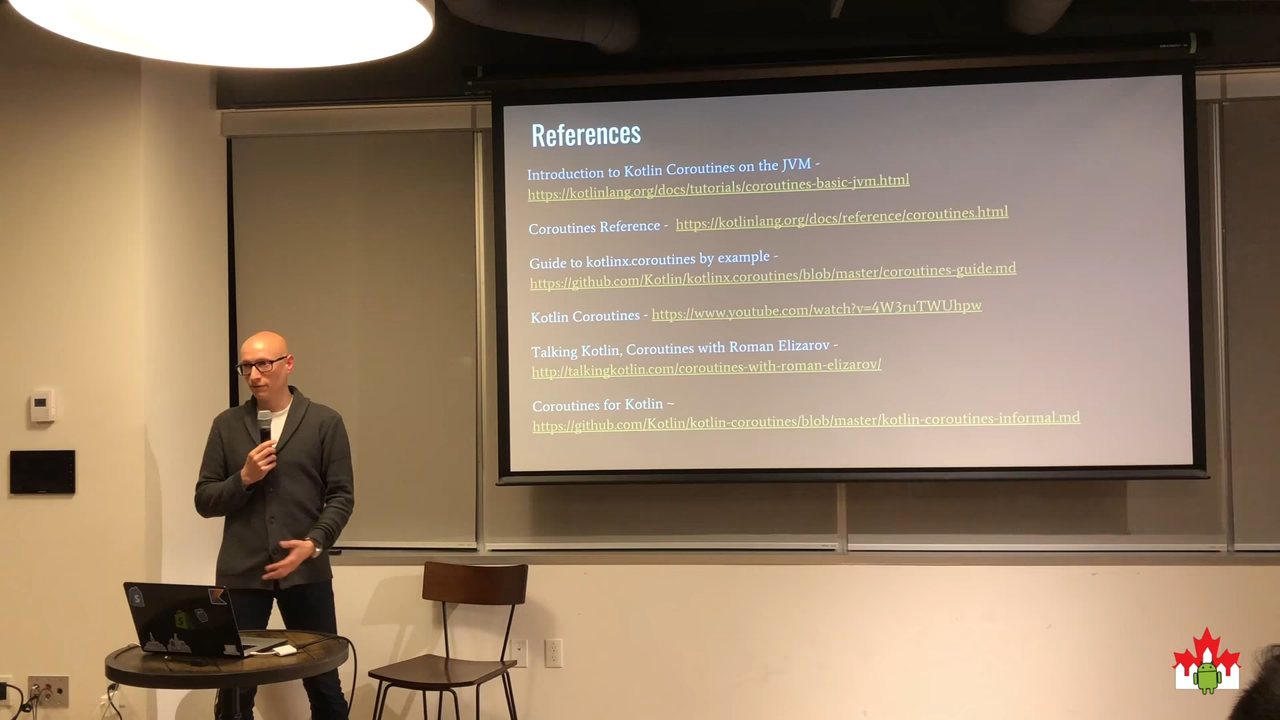 References
Introduction to Kotlin Coroutines on the JVM -
https://kotlinlang.org/docs/tutorials/coroutines-basic-jvm.html
Coroutines Reference - https://kotlinlang.org/docs/reference/coroutines.html
Guide to kotlinx.coroutines by example -
https://github.com/Kotlin/kotlinx.coroutines/blob/master/coroutines-guide.md
Kotlin Coroutines - https://www.youtube.com/watch?v=4W3ruTWUhpw
Talking Kotlin, Coroutines with Roman Elizarov -
http://talkingkotlin.com/coroutines-with-roman-elizarov/
Coroutines for Kotlin ~
https://github.com/Kotlin/kotlin-coroutines/blob/master/kotlin-coroutines-informal.md